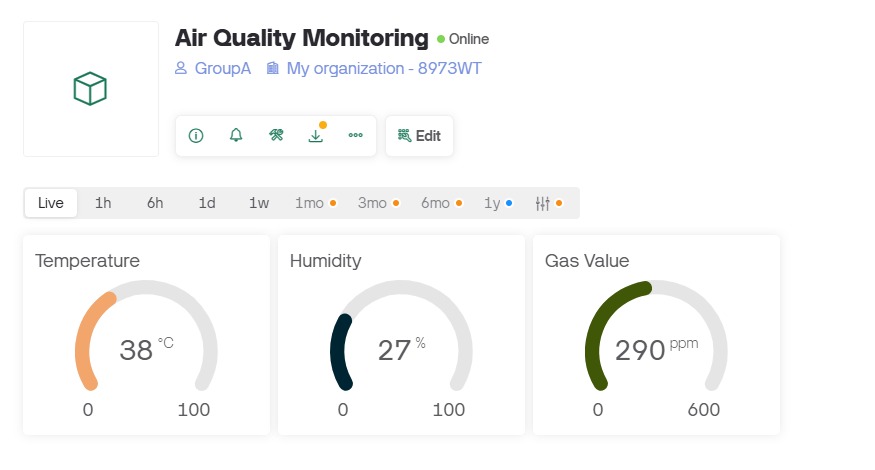 Air Quality Monitoring Online
GroupA My organization - 8973WT
Edit
Live 1h 6h 1d 1w 1mo 3mo 6mo 1y
Temperature Humidity Gas Value
38 °C 27 % 290 ppm
0 100 0 100 0 600